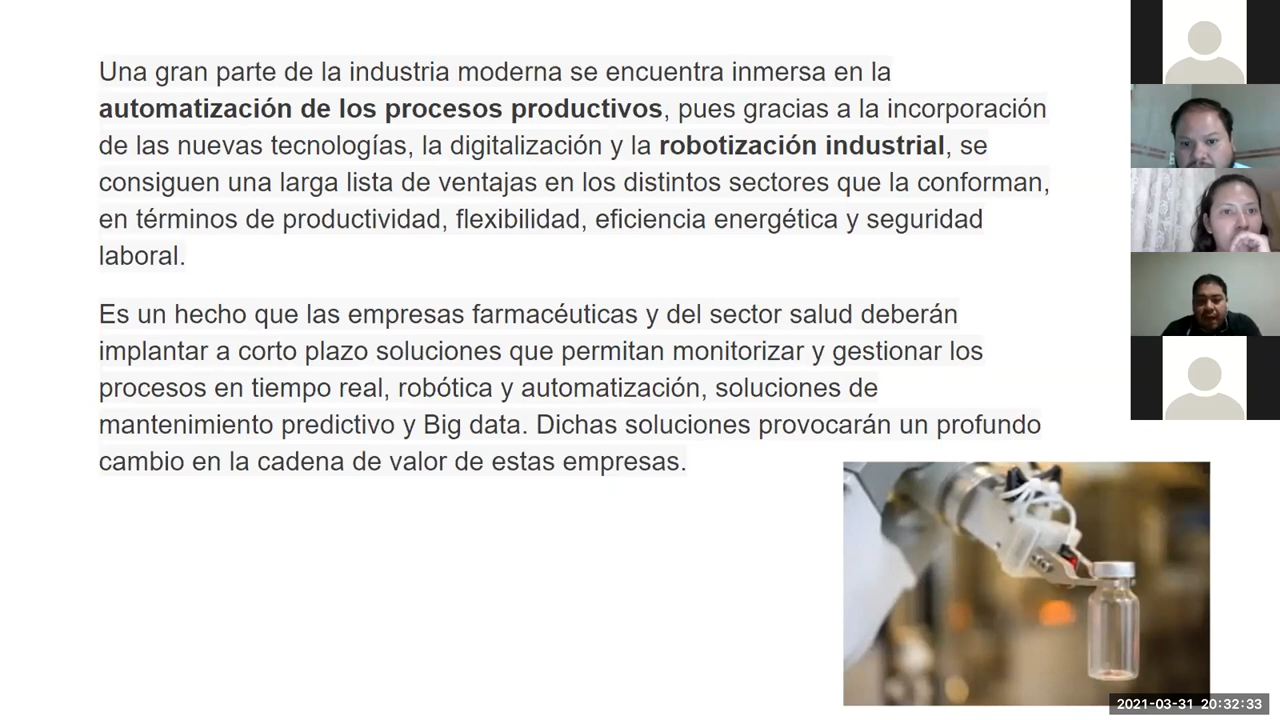 Una gran parte de la industria moderna se encuentra inmersa en la
automatización de los procesos productivos, pues gracias a la incorporación
de las nuevas tecnologías, la digitalización y la robotización industrial, se
consiguen una larga lista de ventajas en los distintos sectores que la conforman,
en términos de productividad, flexibilidad, eficiencia energética y seguridad
laboral.
Es un hecho que las empresas farmacéuticas y del sector salud deberán
implantar a corto plazo soluciones que permitan monitorizar y gestionar los
procesos en tiempo real, robótica y automatización, soluciones de
mantenimiento predictivo y Big data. Dichas soluciones provocarán un profundo
cambio en la cadena de valor de estas empresas.
2021-03-31 20:32:33